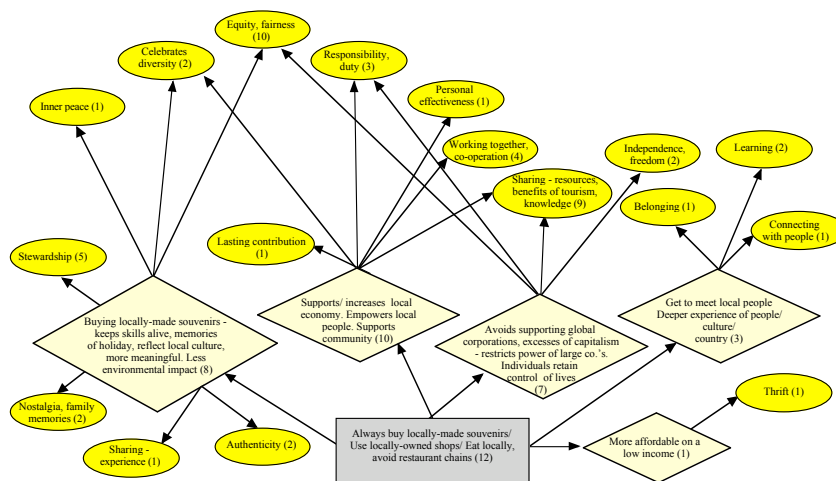 Equity, fairness
(10)
Celebrates
diversity (2)
Responsibility,
duty (3)
Inner peace (1)
Personal
effectiveness (1)
Working together,
co-operation (4)
Independence,
freedom (2)
Learning (2)
Sharing - resources,
benefits of tourism,
knowledge (9)
Belonging (1)
Connecting
with people (1)
Lasting contribution
(1)
Stewardship (5)
Buying locally-made souvenirs -
keeps skills alive, memories
of holiday, reflect local culture,
more meaningful. Less
environmental impact (8)
Supports/ increases local
economy. Empowers local
people. Supports
community (10)
Avoids supporting global
corporations, excesses of capitalism
- restricts power of large co.'s.
Individuals retain
control of lives
(7)
Get to meet local people
Deeper experience of people/
culture/
country (3)
Nostalgia, family
memories (2)
Sharing -
experience (1)
Authenticity (2)
Always buy locally-made souvenirs/
Use locally-owned shops/ Eat locally,
avoid restaurant chains (12)
More affordable on a
low income (1)
Thrift (1)